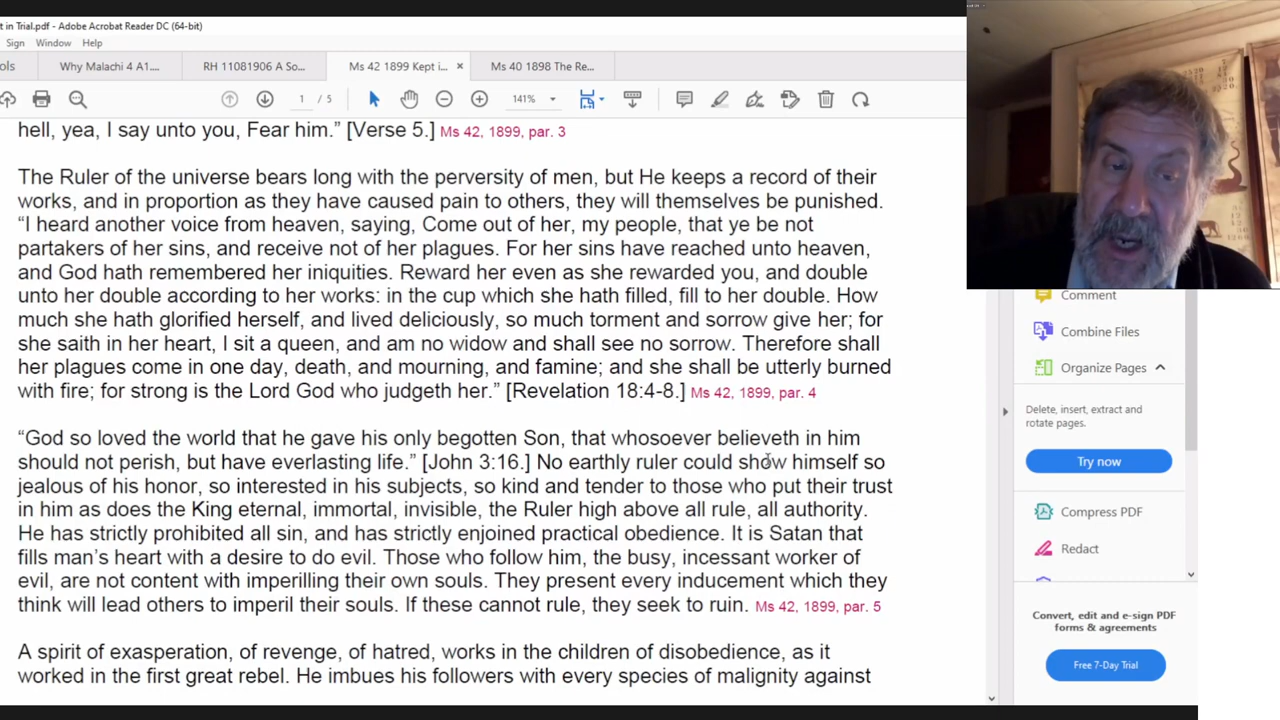 t in Trial.pdf - Adobe Acrobat Reader DC (64-bit)
Sign Window Help
ols Why Malachi 4 A1.... RH 11081906 A So... Ms 42 1899 Kept i... × Ms 40 1898 The Re...
1 / 5 141%
hell, yea, I say unto you, Fear him.” [Verse 5.] Ms 42, 1899, par. 3
The Ruler of the universe bears long with the perversity of men, but He keeps a record of their
works, and in proportion as they have caused pain to others, they will themselves be punished.
“I heard another voice from heaven, saying, Come out of her, my people, that ye be not
partakers of her sins, and receive not of her plagues. For her sins have reached unto heaven,
and God hath remembered her iniquities. Reward her even as she rewarded you, and double
unto her double according to her works: in the cup which she hath filled, fill to her double. How
much she hath glorified herself, and lived deliciously, so much torment and sorrow give her; for
she saith in her heart, I sit a queen, and am no widow and shall see no sorrow. Therefore shall
her plagues come in one day, death, and mourning, and famine; and she shall be utterly burned
with fire; for strong is the Lord God who judgeth her.” [Revelation 18:4-8.] Ms 42, 1899, par. 4
“God so loved the world that he gave his only begotten Son, that whosoever believeth in him
should not perish, but have everlasting life.” [John 3:16.] No earthly ruler could show himself so
jealous of his honor, so interested in his subjects, so kind and tender to those who put their trust
in him as does the King eternal, immortal, invisible, the Ruler high above all rule, all authority.
He has strictly prohibited all sin, and has strictly enjoined practical obedience. It is Satan that
fills man’s heart with a desire to do evil. Those who follow him, the busy, incessant worker of
evil, are not content with imperilling their own souls. They present every inducement which they
think will lead others to imperil their souls. If these cannot rule, they seek to ruin. Ms 42, 1899, par. 5
A spirit of exasperation, of revenge, of hatred, works in the children of disobedience, as it
worked in the first great rebel. He imbues his followers with every species of malignity against
Comment
Combine Files
Organize Pages
Delete, insert, extract and
rotate pages.
Try now
Compress PDF
Redact
Convert, edit and e-sign PDF
forms & agreements
Free 7-Day Trial